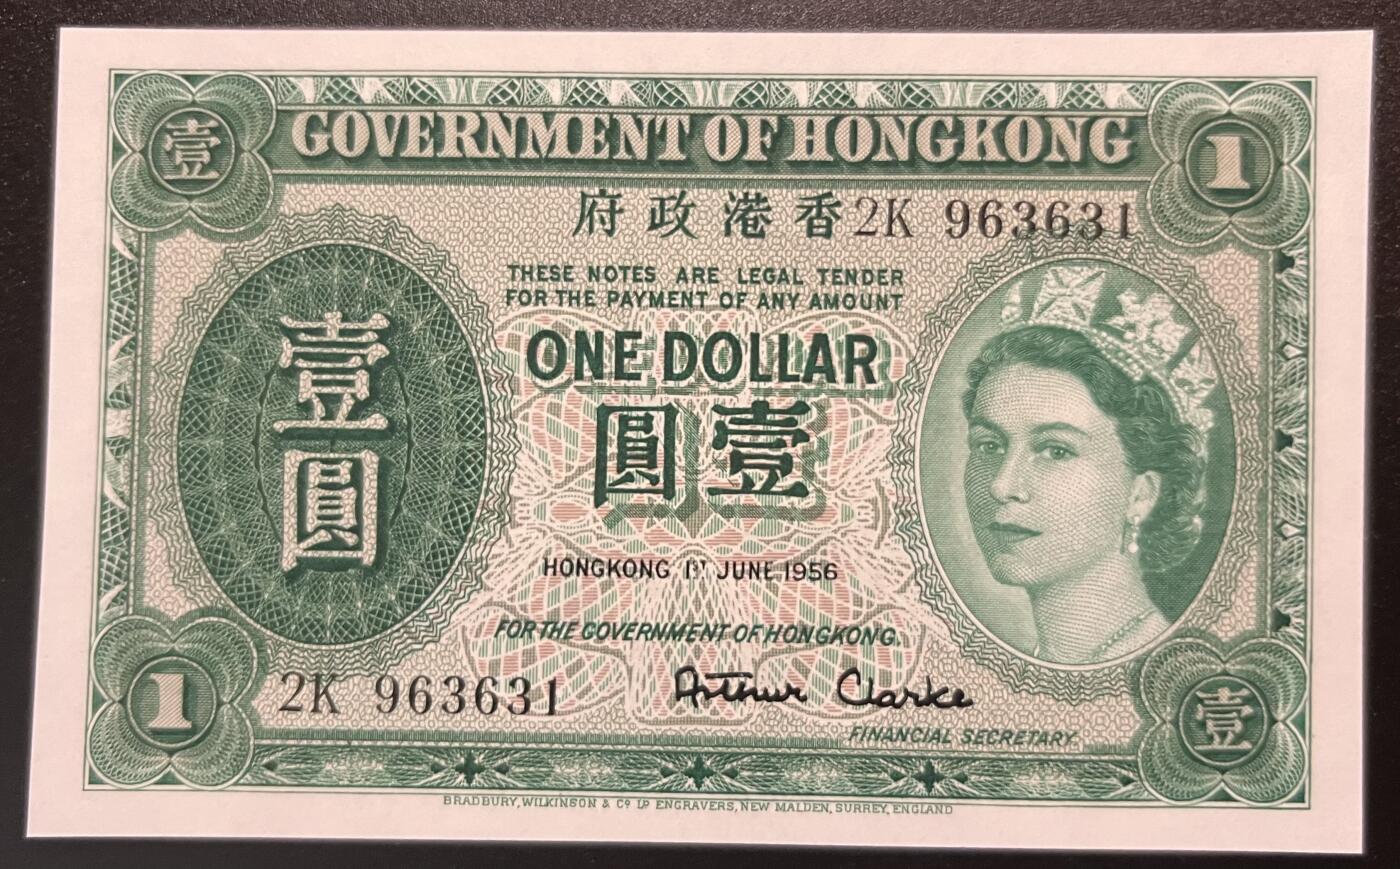 壹
GOVERNMENT OF HONGKONG
1
府政港香
2K 963631
THESE NOTES ARE LEGAL TENDER
FOR THE PAYMENT OF ANY AMOUNT
壹圓
ONE DOLLAR
圓壹
HONGKONG 1ST JUNE 1956
FOR THE GOVERNMENT OF HONGKONG.
1
2K 963631
Arthur Clarke
壹
FINANCIAL SECRETARY.
BRADBURY, WILKINSON & Co. LD. ENGRAVERS, NEW MALDEN, SURREY, ENGLAND